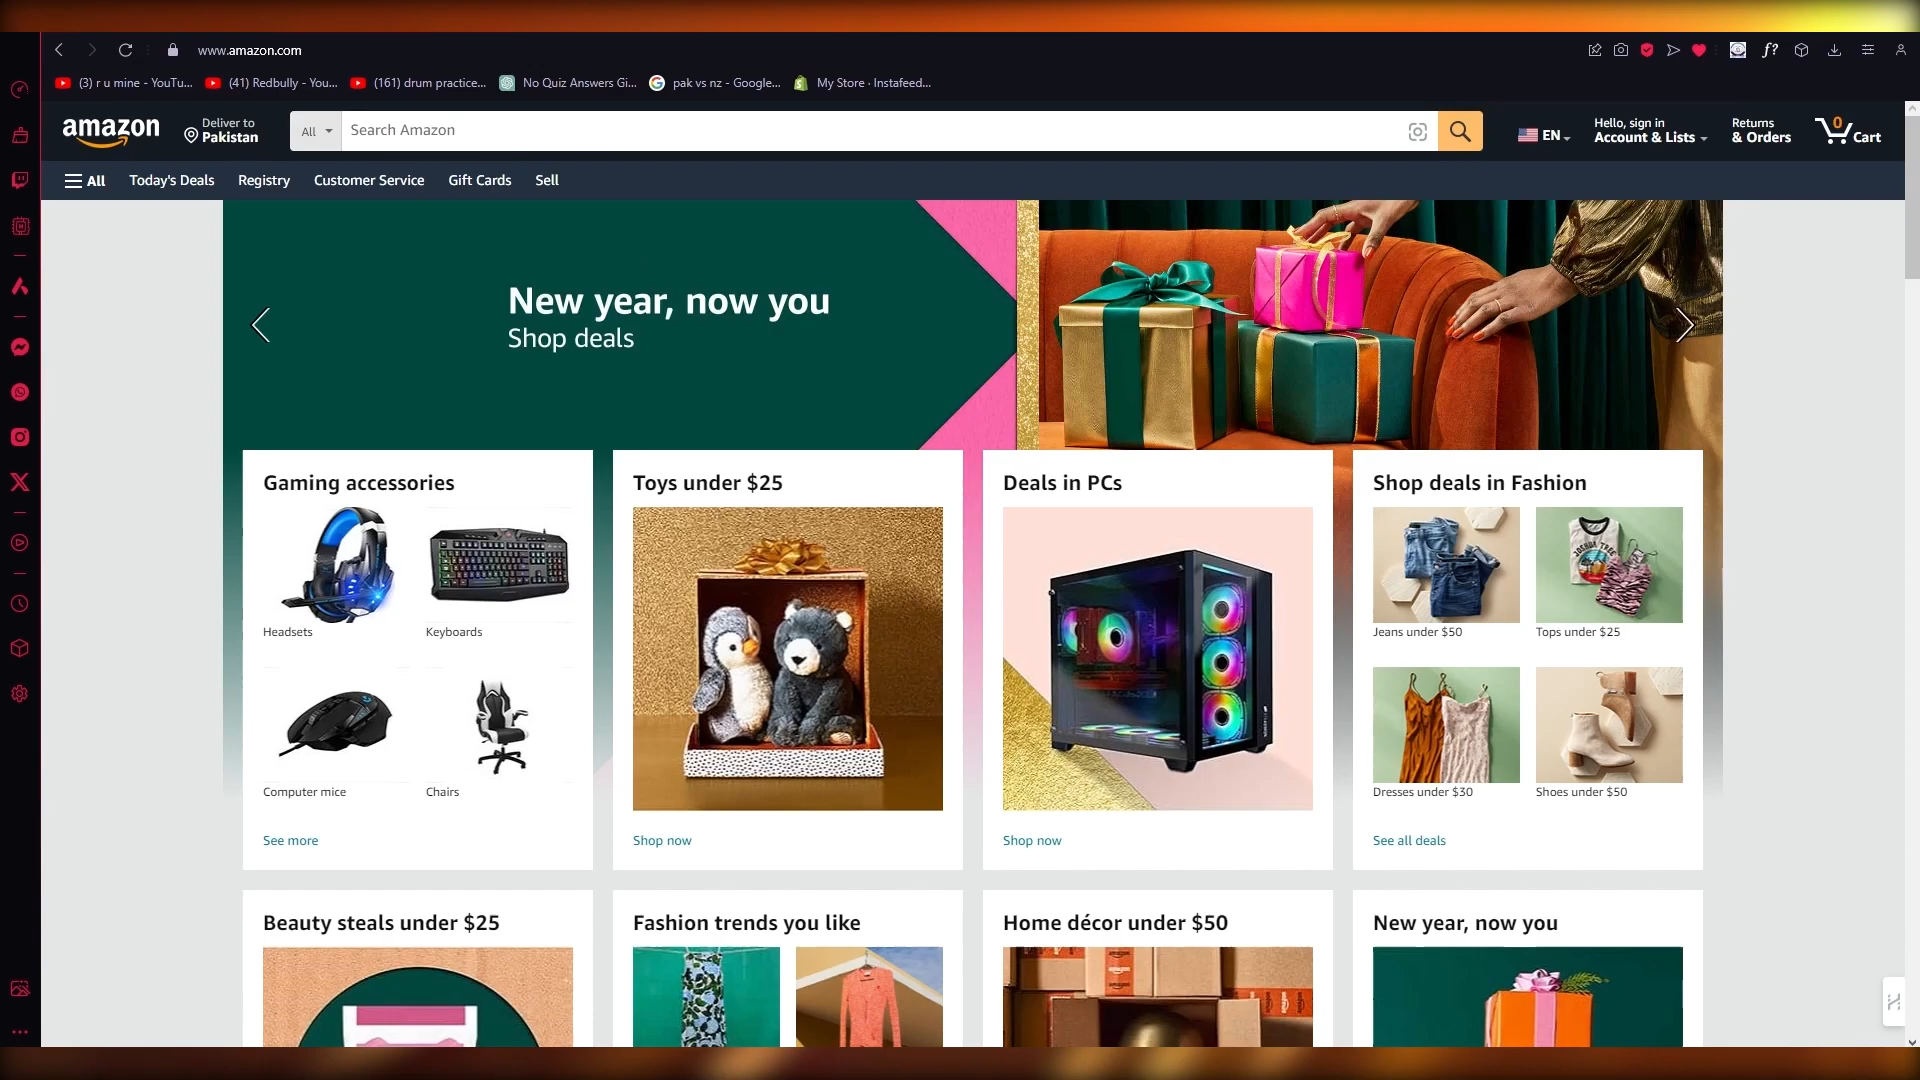 www.amazon.com
(3) r u mine - YouTu...
(41) Redbully - You...
(161) drum practice...
No Quiz Answers Gi...
pak vs nz - Google...
My Store · Instafeed...
f?
amazon
Deliver to
Pakistan
All
Search Amazon
EN
Hello, sign in
Account & Lists
Returns
& Orders
0
Cart
All
Today's Deals
Registry
Customer Service
Gift Cards
Sell
New year, now you
Shop deals
Gaming accessories
Headsets
Keyboards
Computer mice
Chairs
See more
Toys under $25
Shop now
Deals in PCs
Shop now
Shop deals in Fashion
JOSHUA TREE
Jeans under $50
Tops under $25
Dresses under $30
Shoes under $50
See all deals
Beauty steals under $25
Fashion trends you like
Home décor under $50
New year, now you